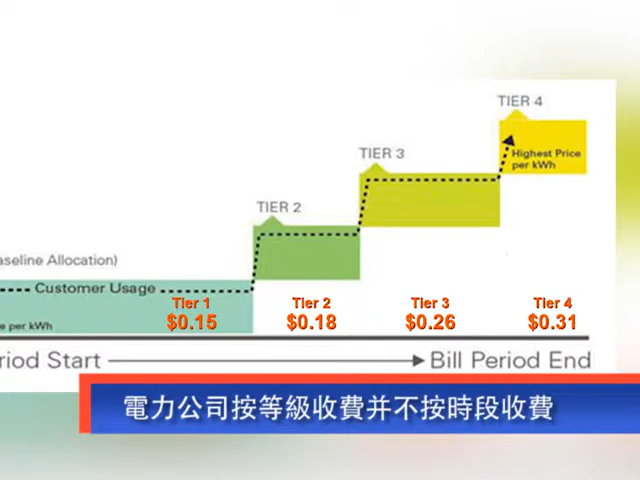 TIER 4
Highest Price
per kWh
TIER 3
TIER 2
aseline Allocation)
Customer Usage
e per kWh
Tier 1
$0.15
Tier 2
$0.18
Tier 3
$0.26
Tier 4
$0.31
riod Start
Bill Period End
電力公司按等級收費并不按時段收費